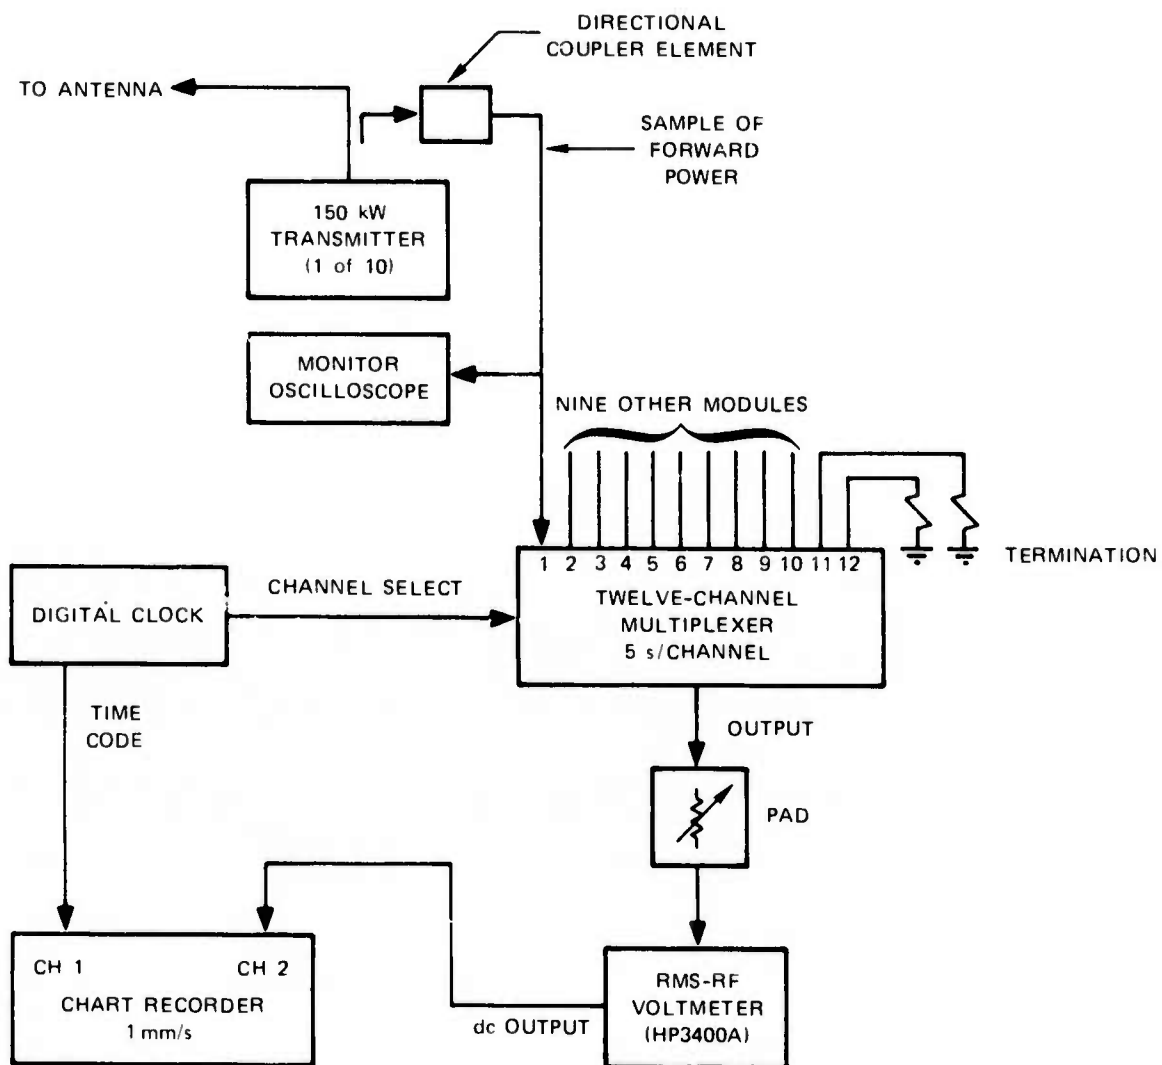 DIRECTIONAL
COUPLER ELEMENT
TO ANTENNA
SAMPLE OF
FORWARD
POWER
150 kW
TRANSMITTER
(1 of 10)
MONITOR
OSCILLOSCOPE
NINE OTHER MODULES
TERMINATION
1 2 3 4 5 6 7 8 9 10 11 12
TWELVE-CHANNEL
MULTIPLEXER
5 s/CHANNEL
CHANNEL SELECT
DIGITAL CLOCK
TIME
CODE
OUTPUT
PAD
CH 1 CH 2
CHART RECORDER
1 mm/s
dc OUTPUT
RMS-RF
VOLTMETER
(HP3400A)